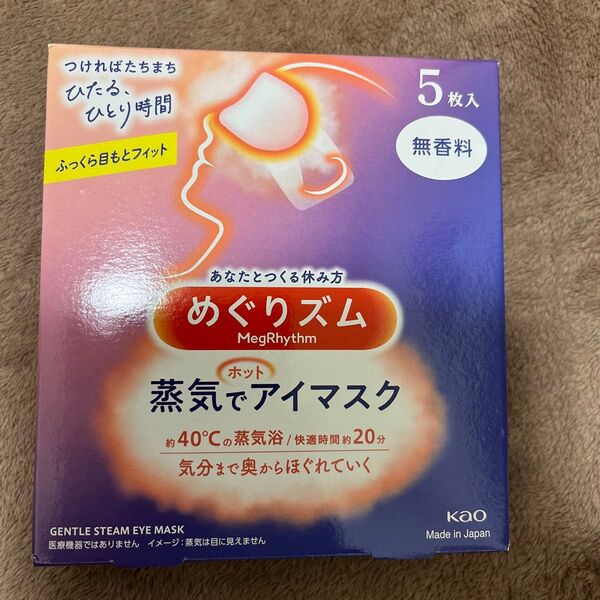 つければたちまち
ひたる、
ひとり時間
ふっくら目もとフィット
5枚入
無香料
あなたとつくる休み方
めぐりズム
MegRhythm
ホット
蒸気でアイマスク
約40℃の蒸気浴/快適時間約20分
気分まで奥からほぐれていく
GENTLE STEAM EYE MASK
医療機器ではありません イメージ:蒸気は目に見えません
Kao
Made in Japan